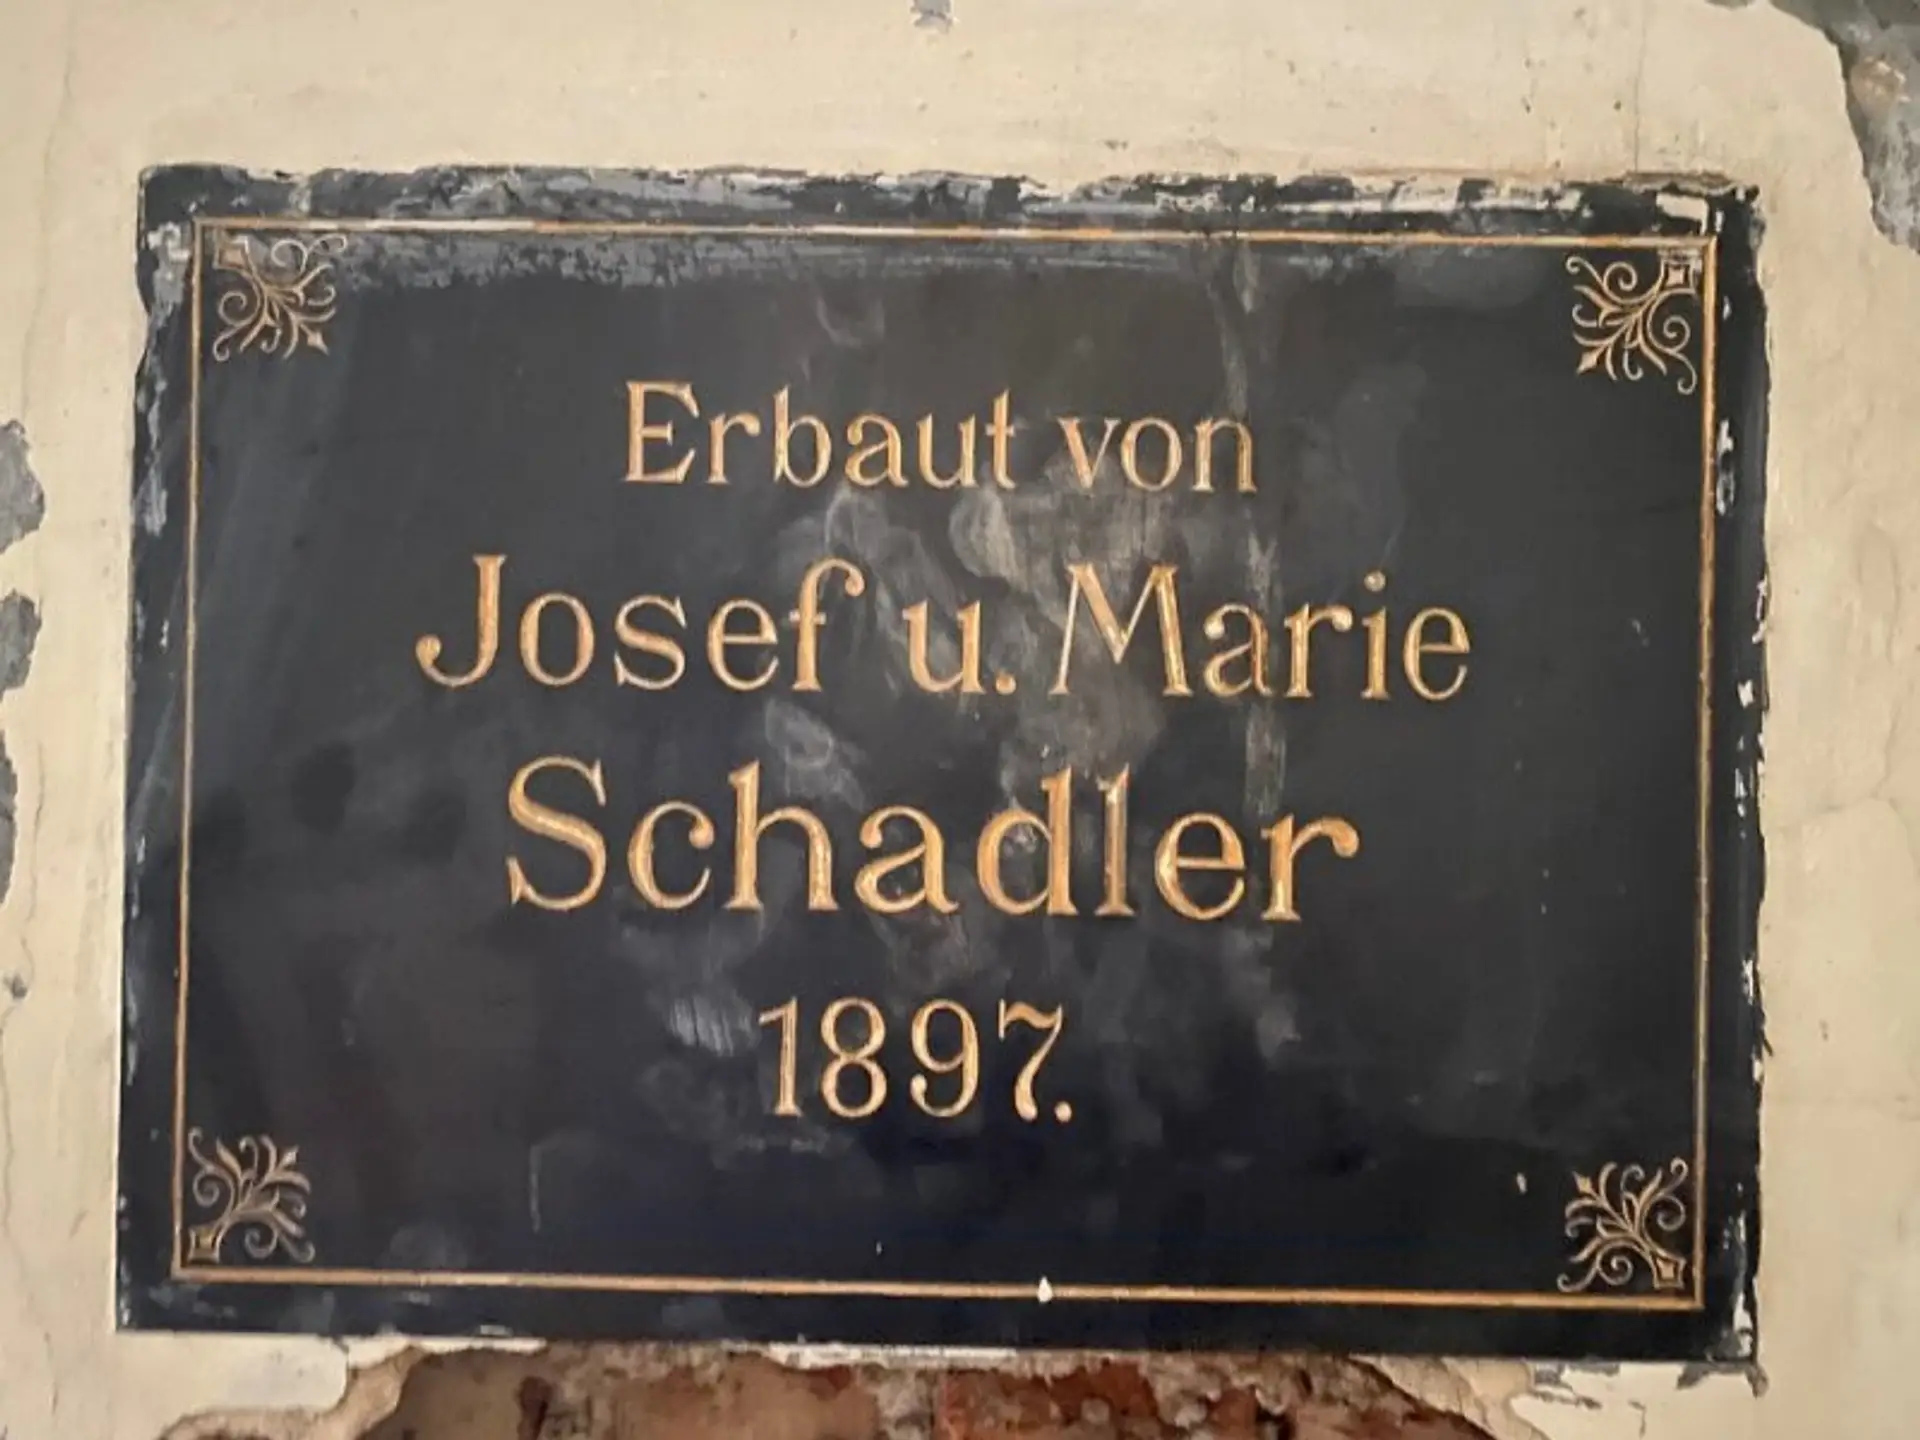 Erbaut von
Josef u. Marie
Schadler
1897.